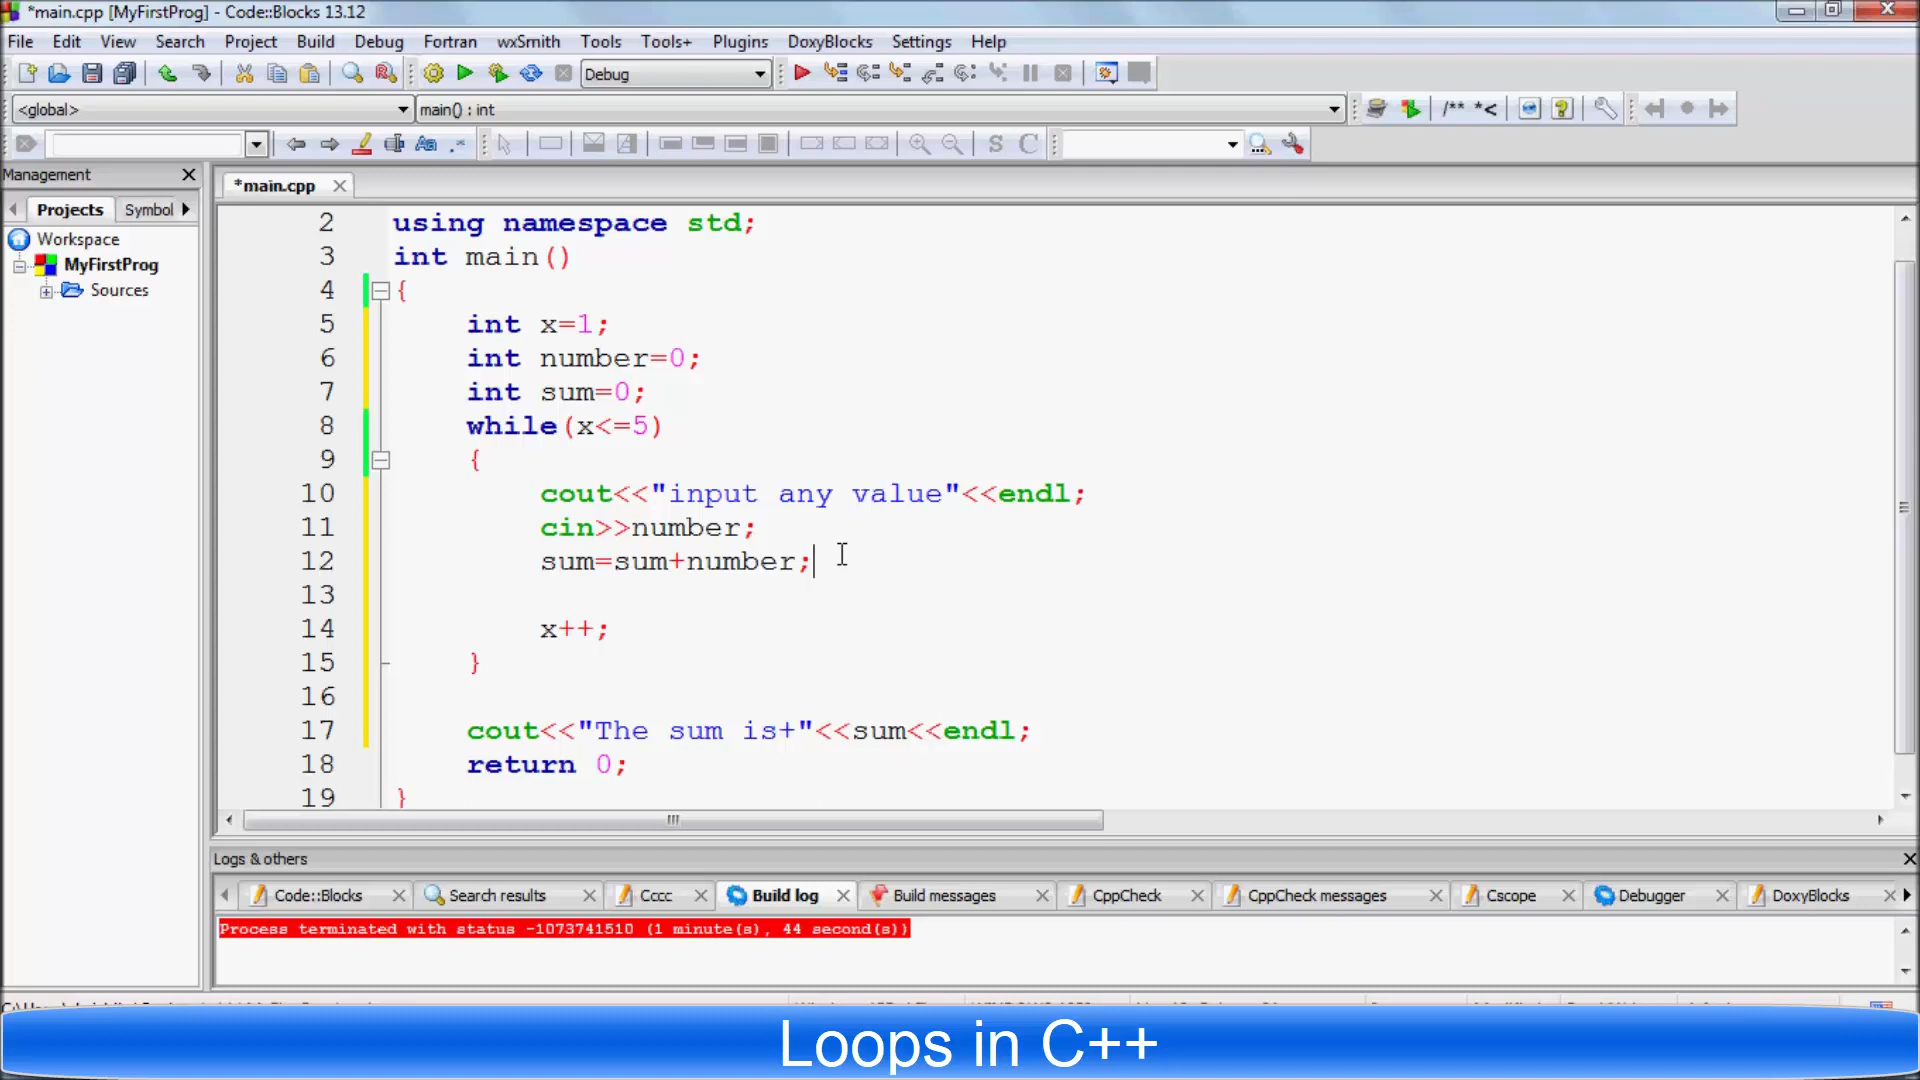 *main.cpp [MyFirstProg] - Code::Blocks 13.12
File Edit View Search Project Build Debug Fortran wxSmith Tools Tools+ Plugins DoxyBlocks Settings Help
Debug
<global> main() : int /** *<
S C
Management
*main.cpp
Projects Symbol
Workspace
MyFirstProg
Sources
2 using namespace std;
3 int main()
4 {
5 int x=1;
6 int number=0;
7 int sum=0;
8 while(x<=5)
9 {
10 cout<<"input any value"<<endl;
11 cin>>number;
12 sum=sum+number;
13
14 x++;
15 }
16
17 cout<<"The sum is+"<<sum<<endl;
18 return 0;
19 }
Logs & others
Code::Blocks Search results Cccc Build log Build messages CppCheck CppCheck messages Cscope Debugger DoxyBlocks
Process terminated with status -1073741510 (1 minute(s), 44 second(s))
Loops in C++